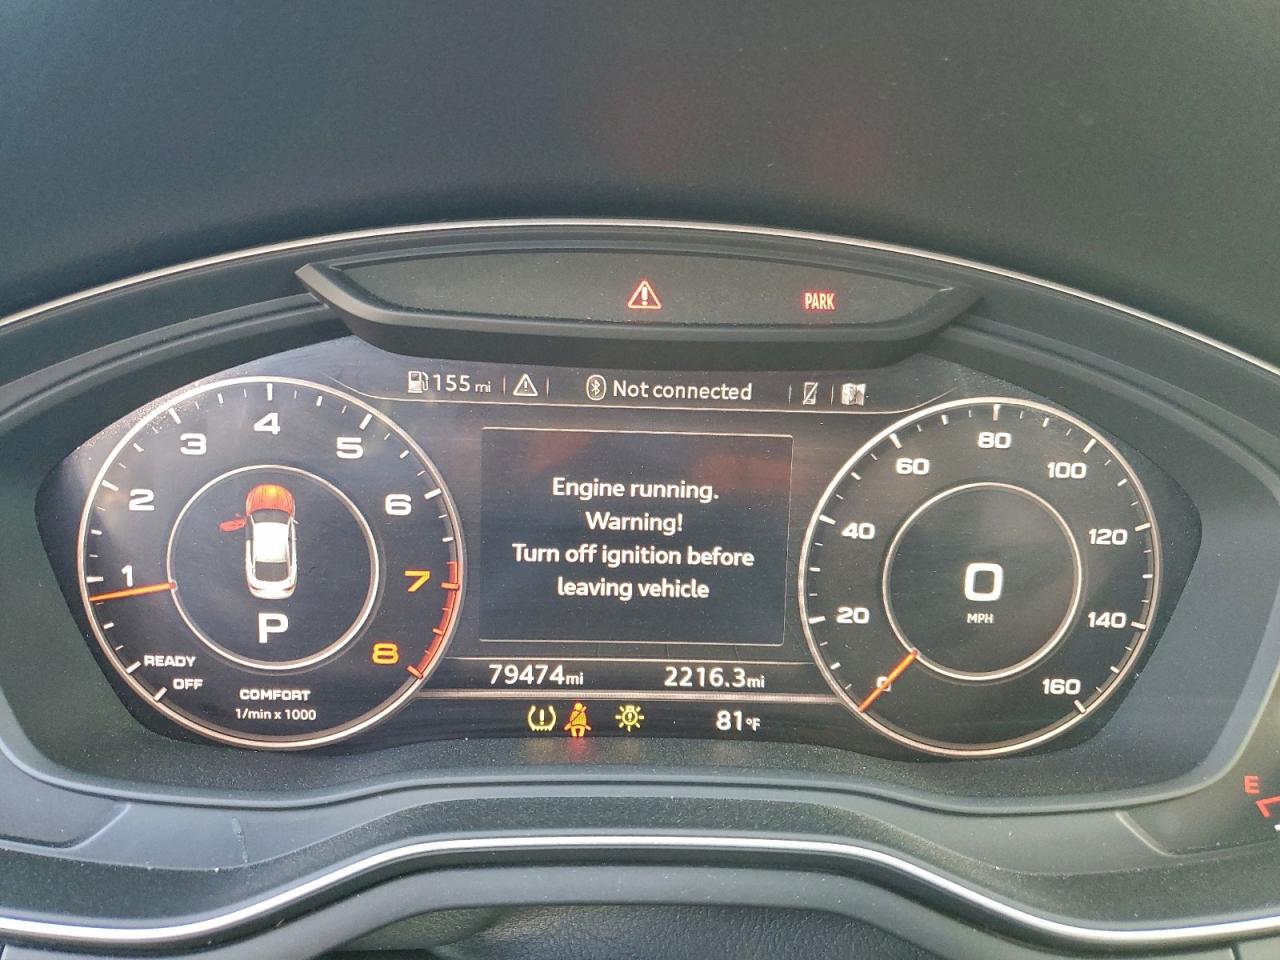 PARK
155 mi
Not connected
1
2
3
4
5
6
7
8
READY
OFF
P
COMFORT
1/min x 1000
Engine running.
Warning!
Turn off ignition before
leaving vehicle
79474mi
2216.3mi
81°F
0
20
40
60
80
100
120
140
160
0
MPH
E